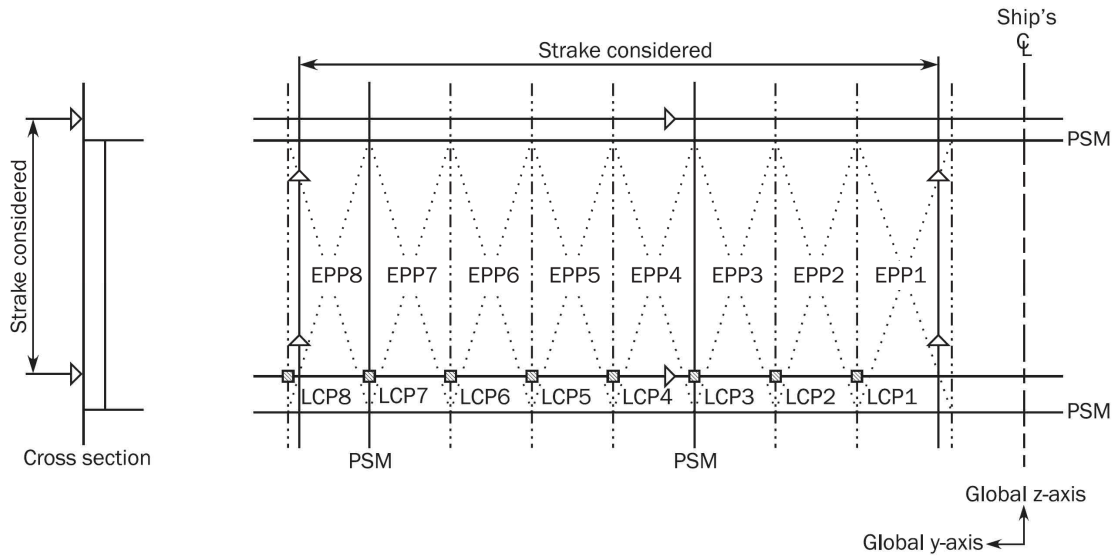 Ship's
℄
Strake considered
Strake considered
PSM
EPP8 EPP7 EPP6 EPP5 EPP4 EPP3 EPP2 EPP1
LCP8 LCP7 LCP6 LCP5 LCP4 LCP3 LCP2 LCP1
PSM
Cross section
PSM PSM
Global z-axis
Global y-axis